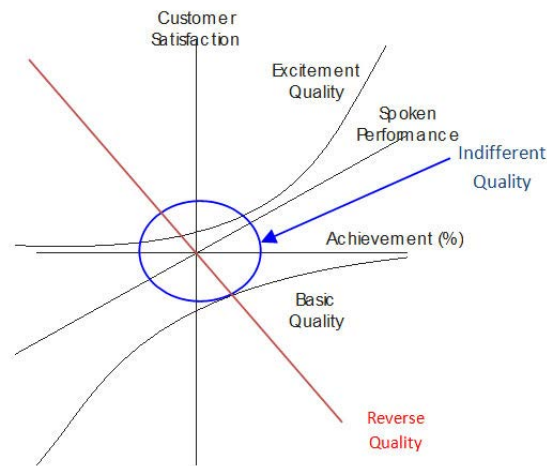 Customer
Satisfaction
Excitement
Quality
Spoken
Performance
Indifferent
Quality
Achievement (%)
Basic
Quality
Reverse
Quality